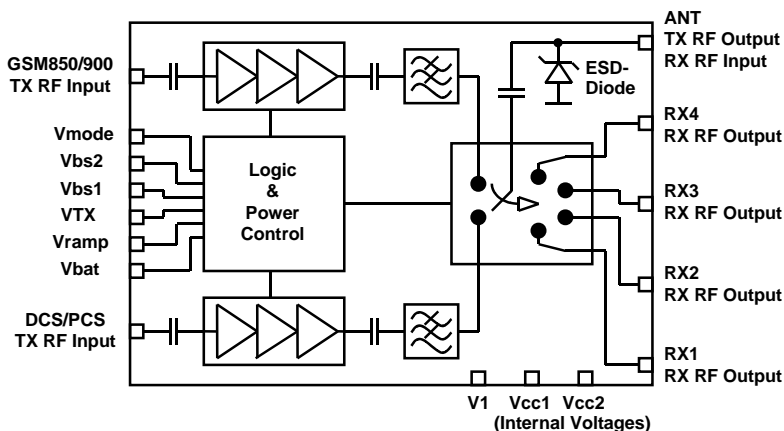 ANT
TX RF Output
RX RF Input
GSM850/900
TX RF Input
ESD-
Diode
RX4
RX RF Output
Vmode
Vbs2
Vbs1
VTX
Vramp
Vbat
Logic
&
Power
Control
RX3
RX RF Output
RX2
RX RF Output
DCS/PCS
TX RF Input
RX1
RX RF Output
V1
Vcc1
Vcc2
(Internal Voltages)